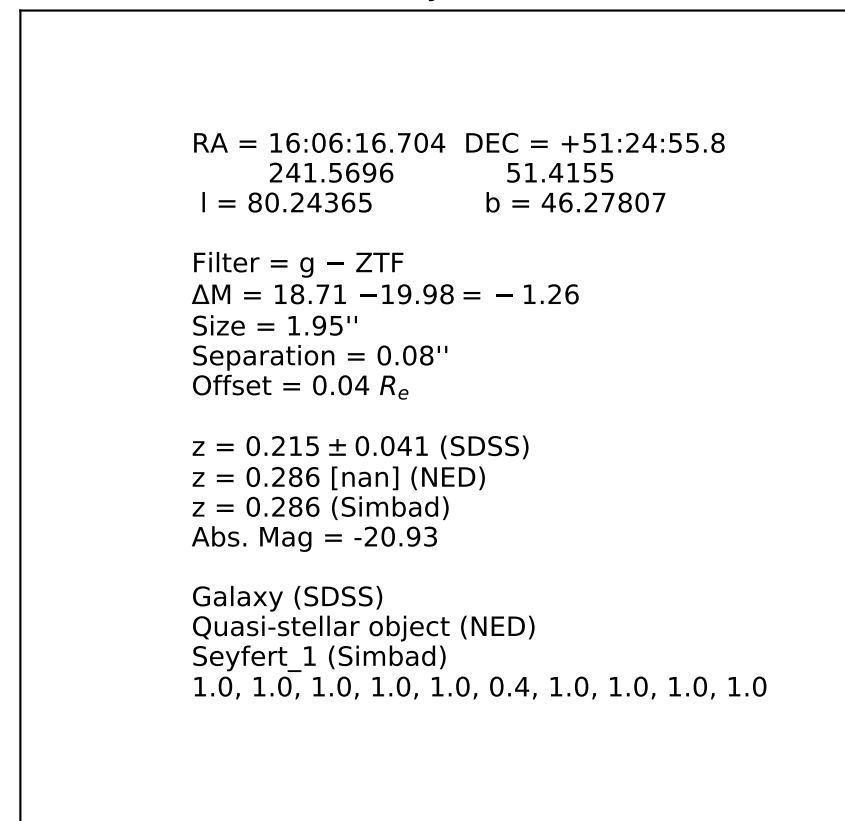 RA = 16:06:16.704  DEC = +51:24:55.8
241.5696 51.4155
l = 80.24365 b = 46.27807
Filter = g − ZTF
ΔM = 18.71 −19.98 = − 1.26
Size = 1.95''
Separation = 0.08''
Offset = 0.04 Re
z = 0.215 ± 0.041 (SDSS)
z = 0.286 [nan] (NED)
z = 0.286 (Simbad)
Abs. Mag = -20.93
Galaxy (SDSS)
Quasi-stellar object (NED)
Seyfert_1 (Simbad)
1.0, 1.0, 1.0, 1.0, 1.0, 0.4, 1.0, 1.0, 1.0, 1.0